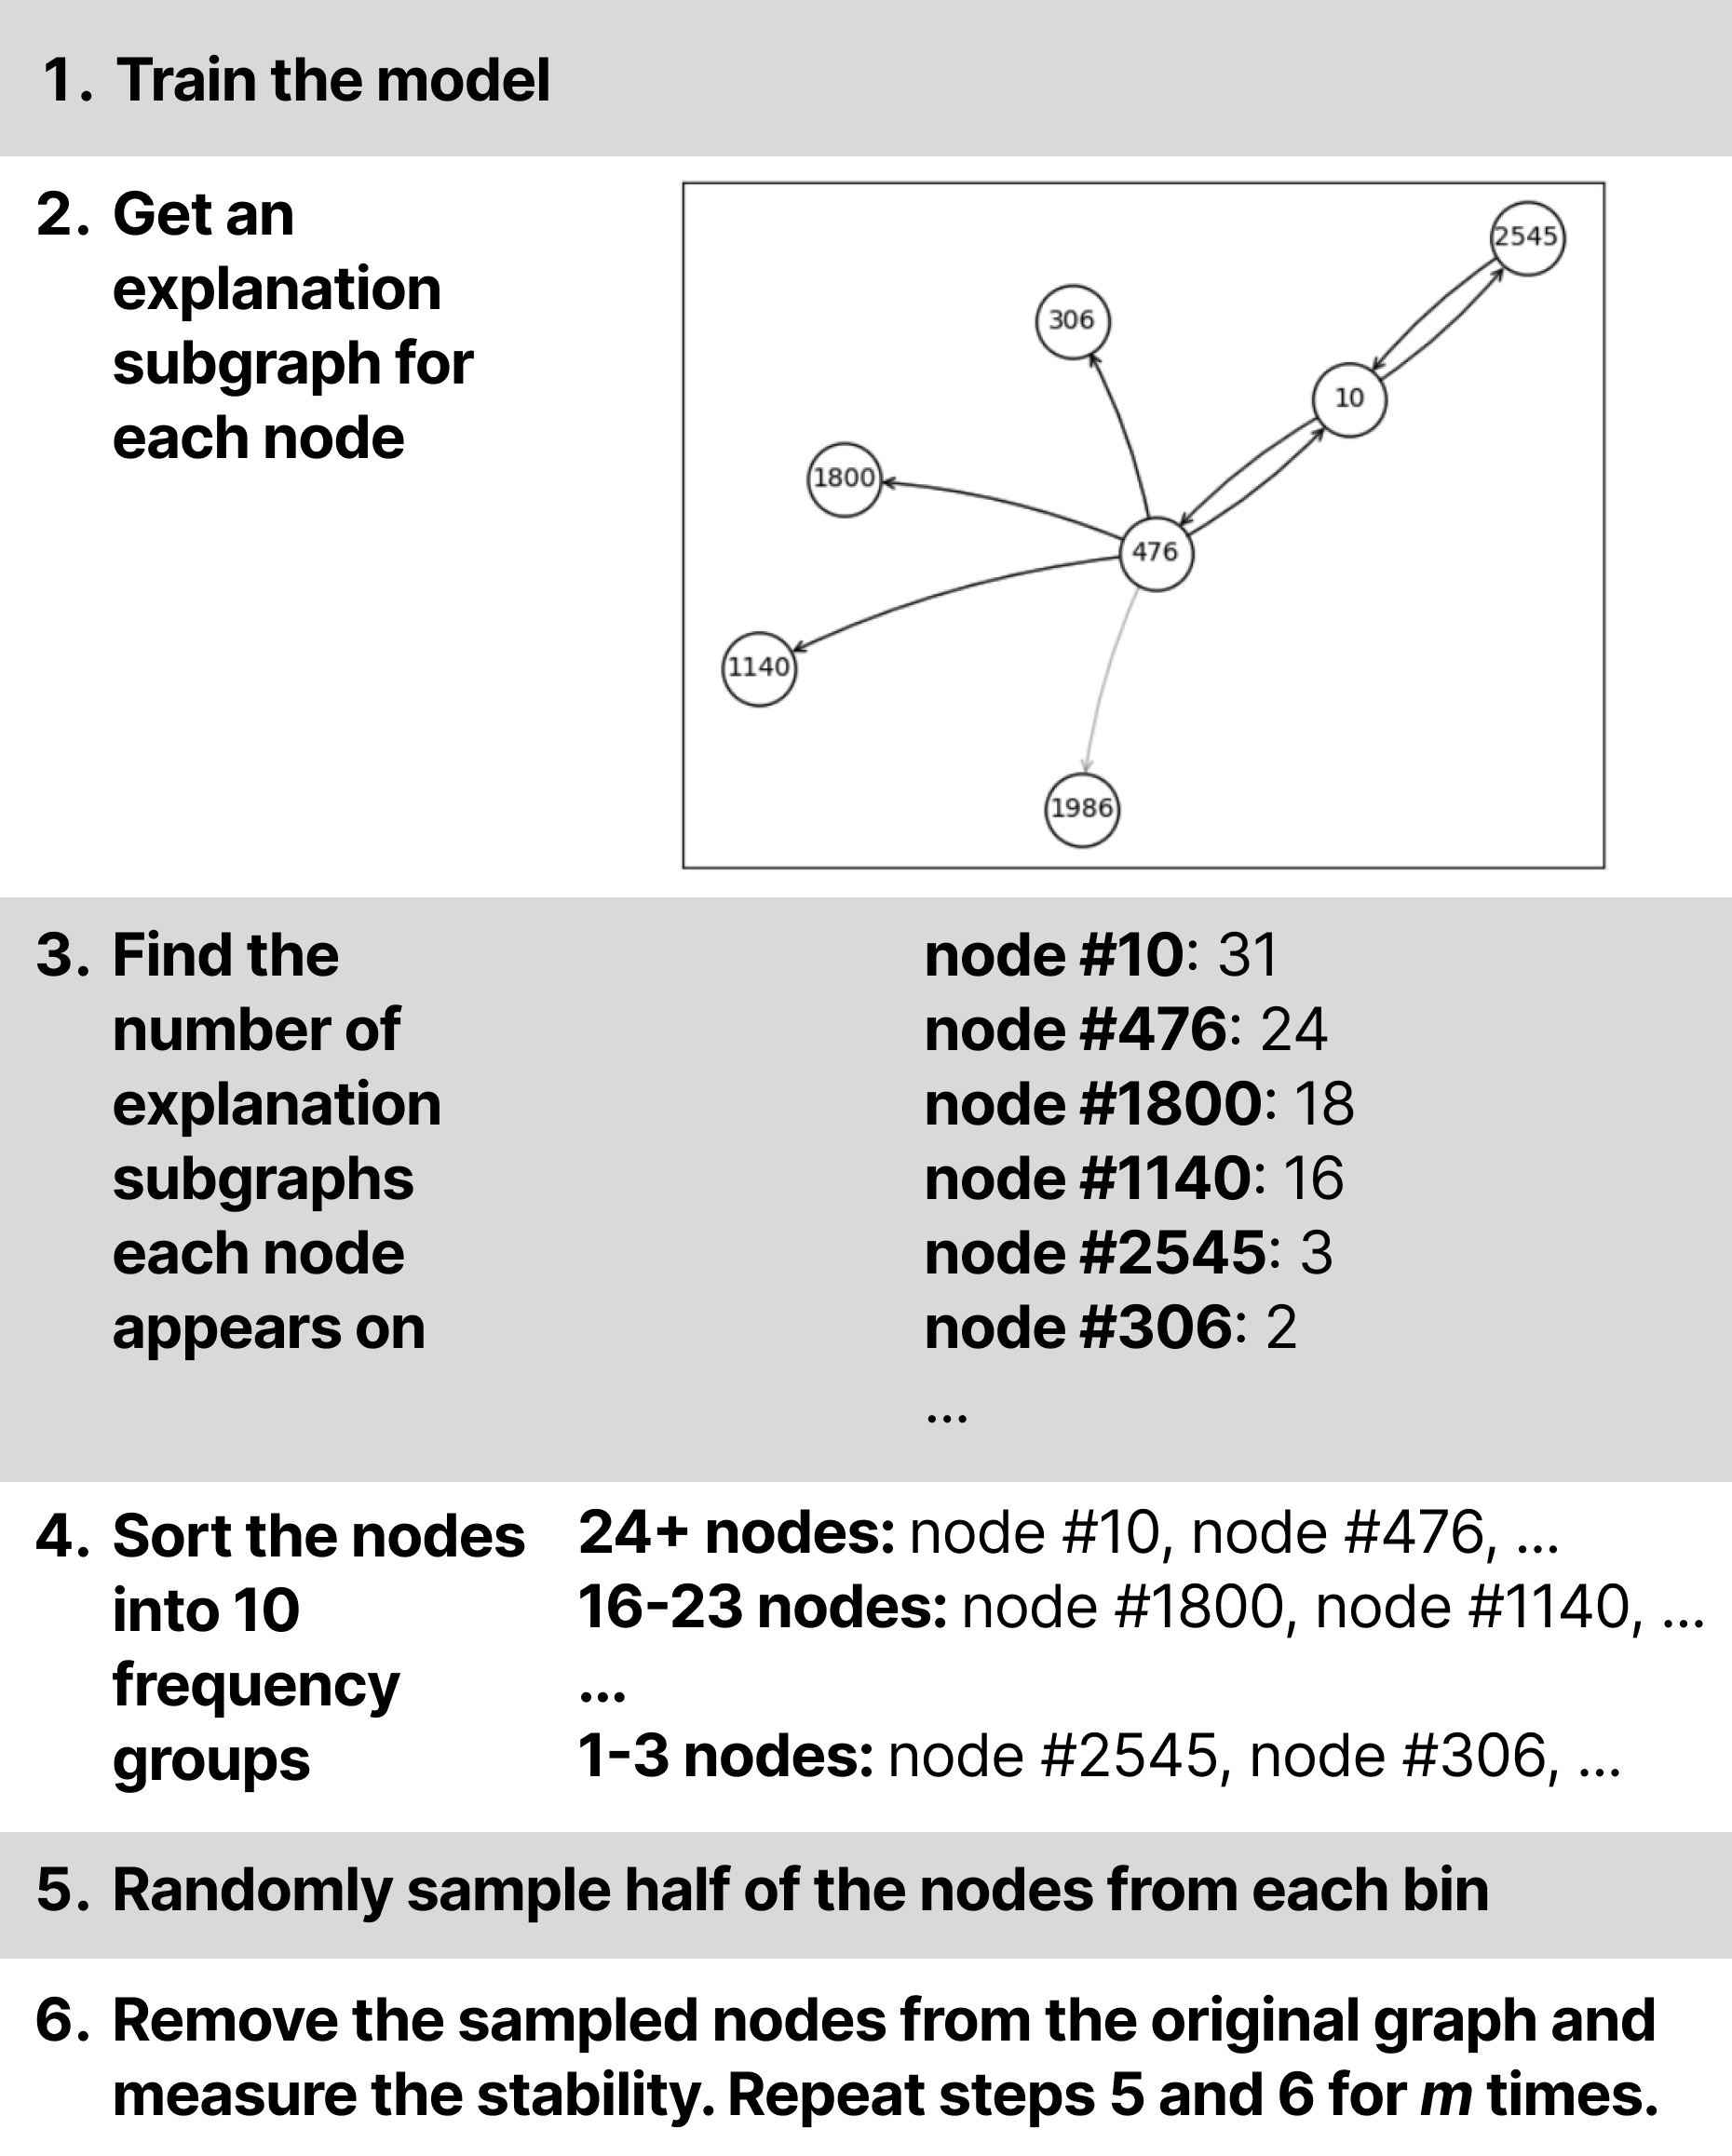 1. Train the model
2. Get an
explanation
subgraph for
each node
2545
306
10
1800
476
1140
1986
3. Find the
number of
explanation
subgraphs
each node
appears on
node #10: 31
node #476: 24
node #1800: 18
node #1140: 16
node #2545: 3
node #306: 2
...
4. Sort the nodes
into 10
frequency
groups
24+ nodes: node #10, node #476, ...
16-23 nodes: node #1800, node #1140, ...
...
1-3 nodes: node #2545, node #306, ...
5. Randomly sample half of the nodes from each bin
6. Remove the sampled nodes from the original graph and
measure the stability. Repeat steps 5 and 6 for m times.